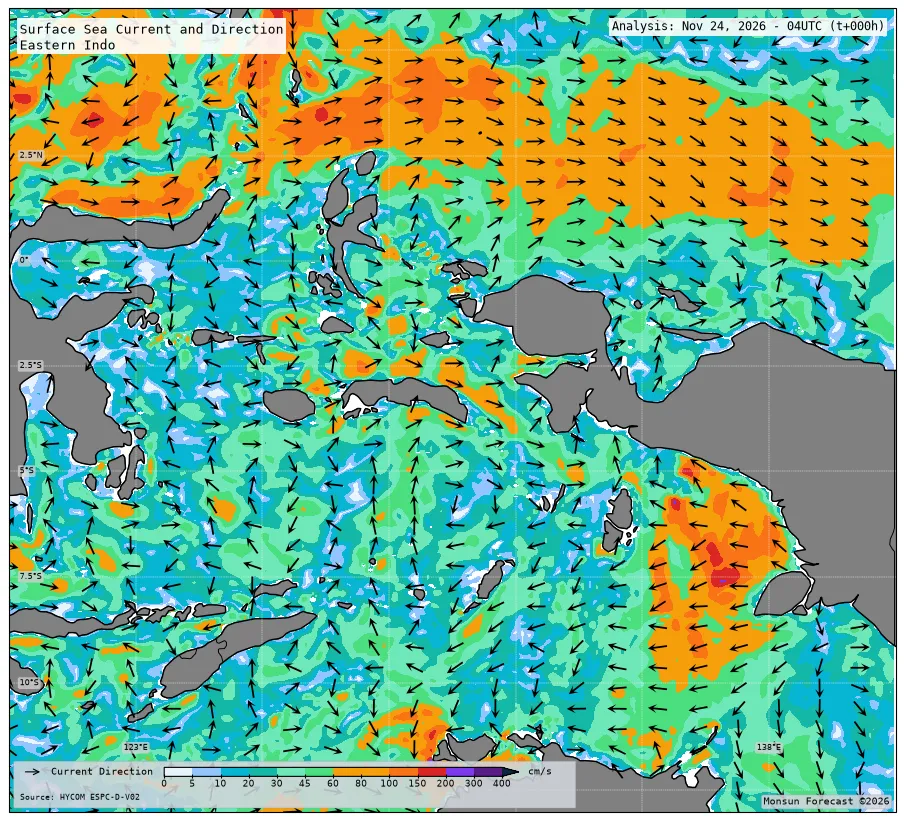 Surface Sea Current and Direction
Eastern Indo
Analysis: Nov 24, 2026 - 04UTC (t+000h)
2.5°N
0°
2.5°S
5°S
7.5°S
10°S
123°E
138°E
Current Direction
cm/s
0 5 10 20 30 45 60 80 100 150 200 300 400
Source: HYCOM ESPC-D-V02
Monsun Forecast ©2026